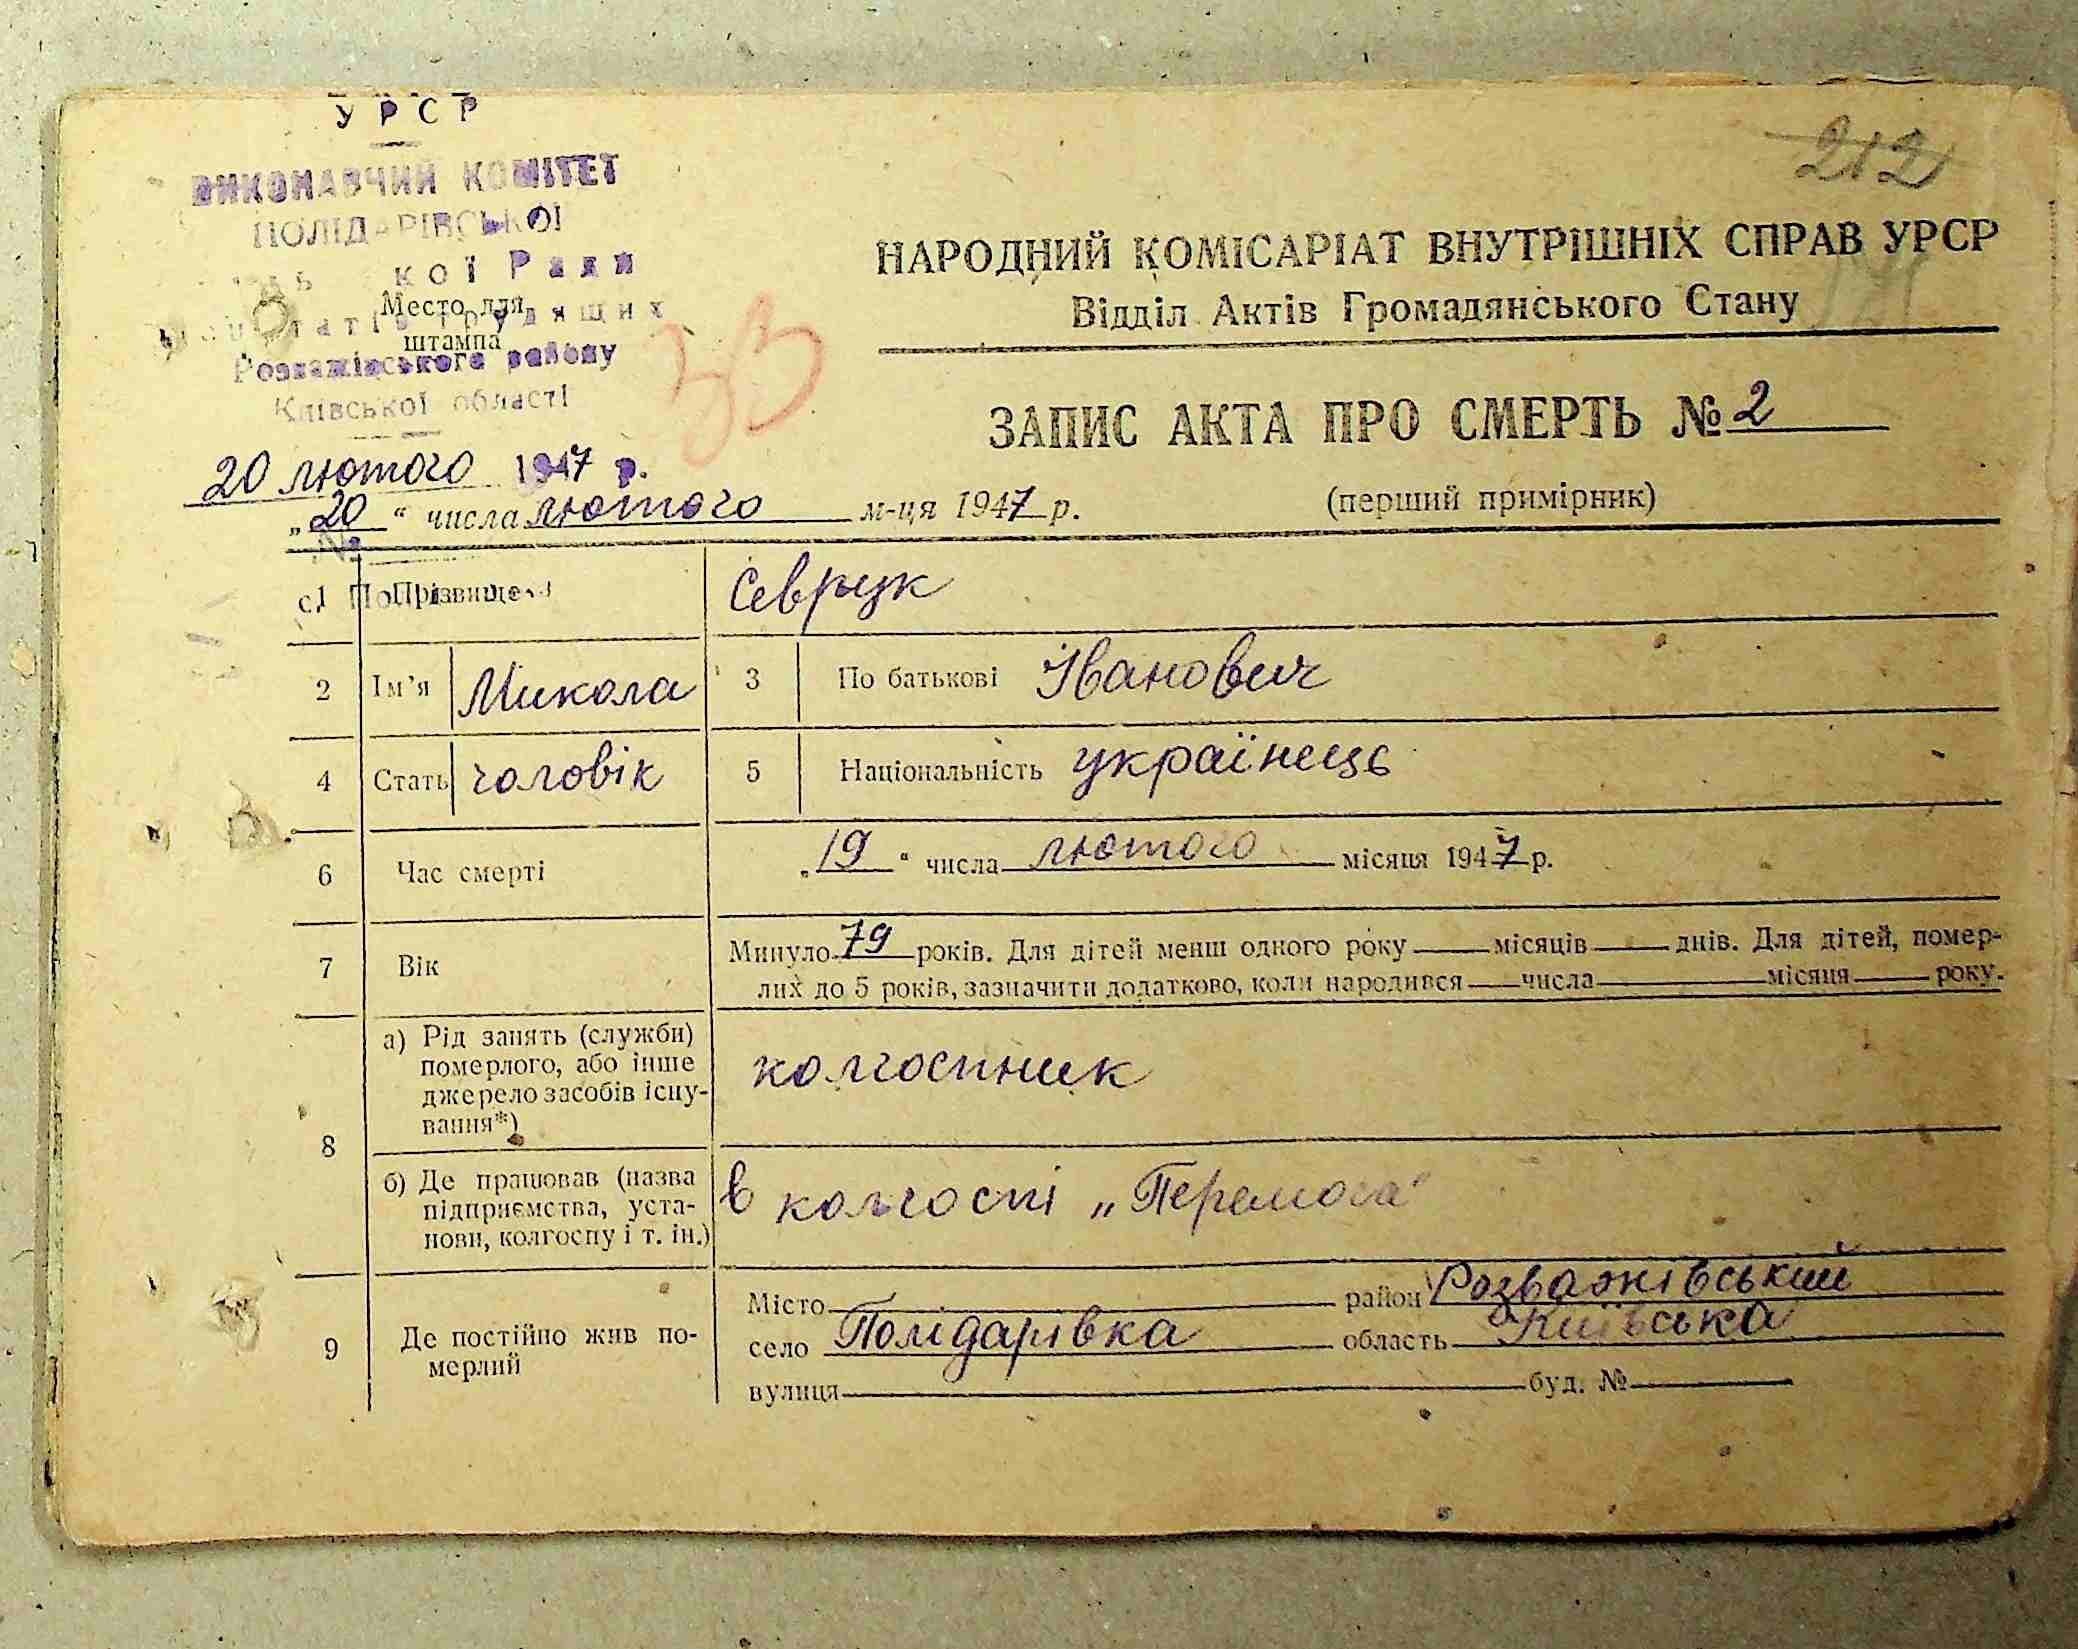 УРСР
ВИКОНАВЧИЙ КОМІТЕТ
ПОЛІДАРІВСЬКОЇ
кої Ради
Место для
трудящих
штампа
Розважівського району
Київської області
20 лютого 1947 р.
33
212
НАРОДНИЙ КОМІСАРІАТ ВНУТРІШНІХ СПРАВ УРСР
Відділ Актів Громадянського Стану
ЗАПИС АКТА ПРО СМЕРТЬ № 2
(перший примірник)
„20“ числа лютого м-ця 1947 р.
1 Прізвище Севрук
2 Ім'я Микола 3 По батькові Іванович
4 Стать чоловік 5 Національність українець
6 Час смерті „19“ числа лютого місяця 1947 р.
7 Вік Минуло 79 років. Для дітей менш одного року місяців днів. Для дітей, помер-
лих до 5 років, зазначити додатково, коли народився числа місяця року.
8 а) Рід занять (служби)
померлого, або інше
джерело засобів існу-
вання*)
колгоспник
б) Де працював (назва
підприємства, уста-
нови, колгоспу і т. ін.)
в колгоспі „Перемога"
9 Де постійно жив по-
мерлий
Місто район Розважівський
село Полідарівка область Київська
вулиця буд. №